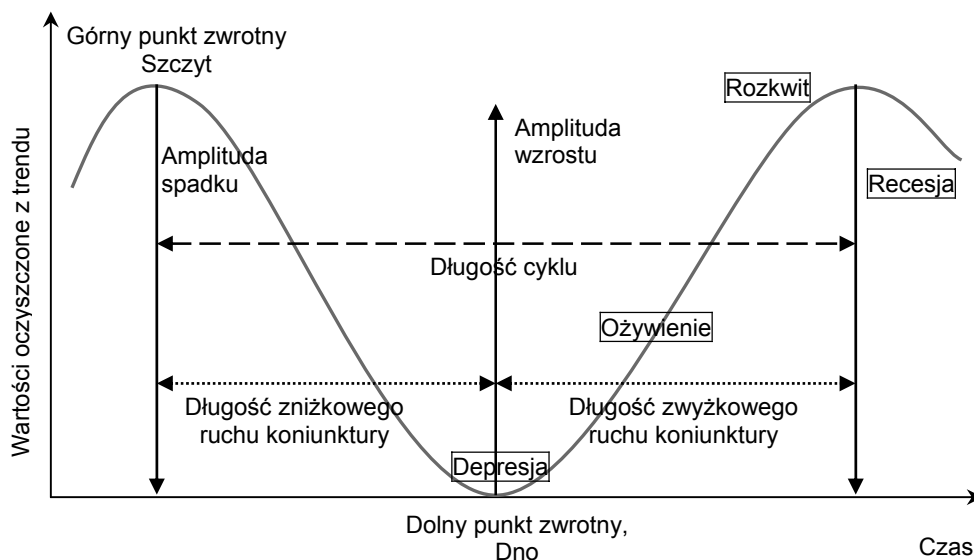 Górny punkt zwrotny
Szczyt
Rozkwit
Amplituda
wzrostu
Amplituda
spadku
Recesja
Wartości oczyszczone z trendu
Długość cyklu
Ożywienie
Długość zniżkowego
ruchu koniunktury
Długość zwyżkowego
ruchu koniunktury
Depresja
Dolny punkt zwrotny,
Dno
Czas